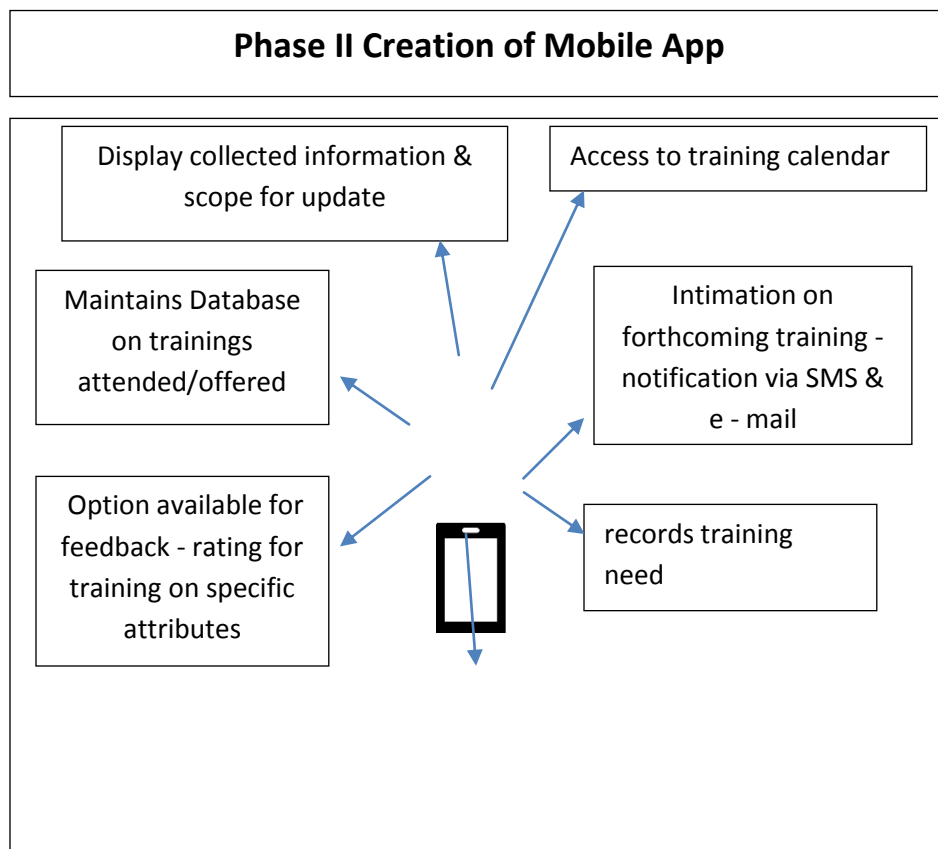 Phase II Creation of Mobile App
Display collected information &
scope for update
Access to training calendar
Maintains Database
on trainings
attended/offered
Intimation on
forthcoming training -
notification via SMS &
e - mail
Option available for
feedback - rating for
training on specific
attributes
records training
need